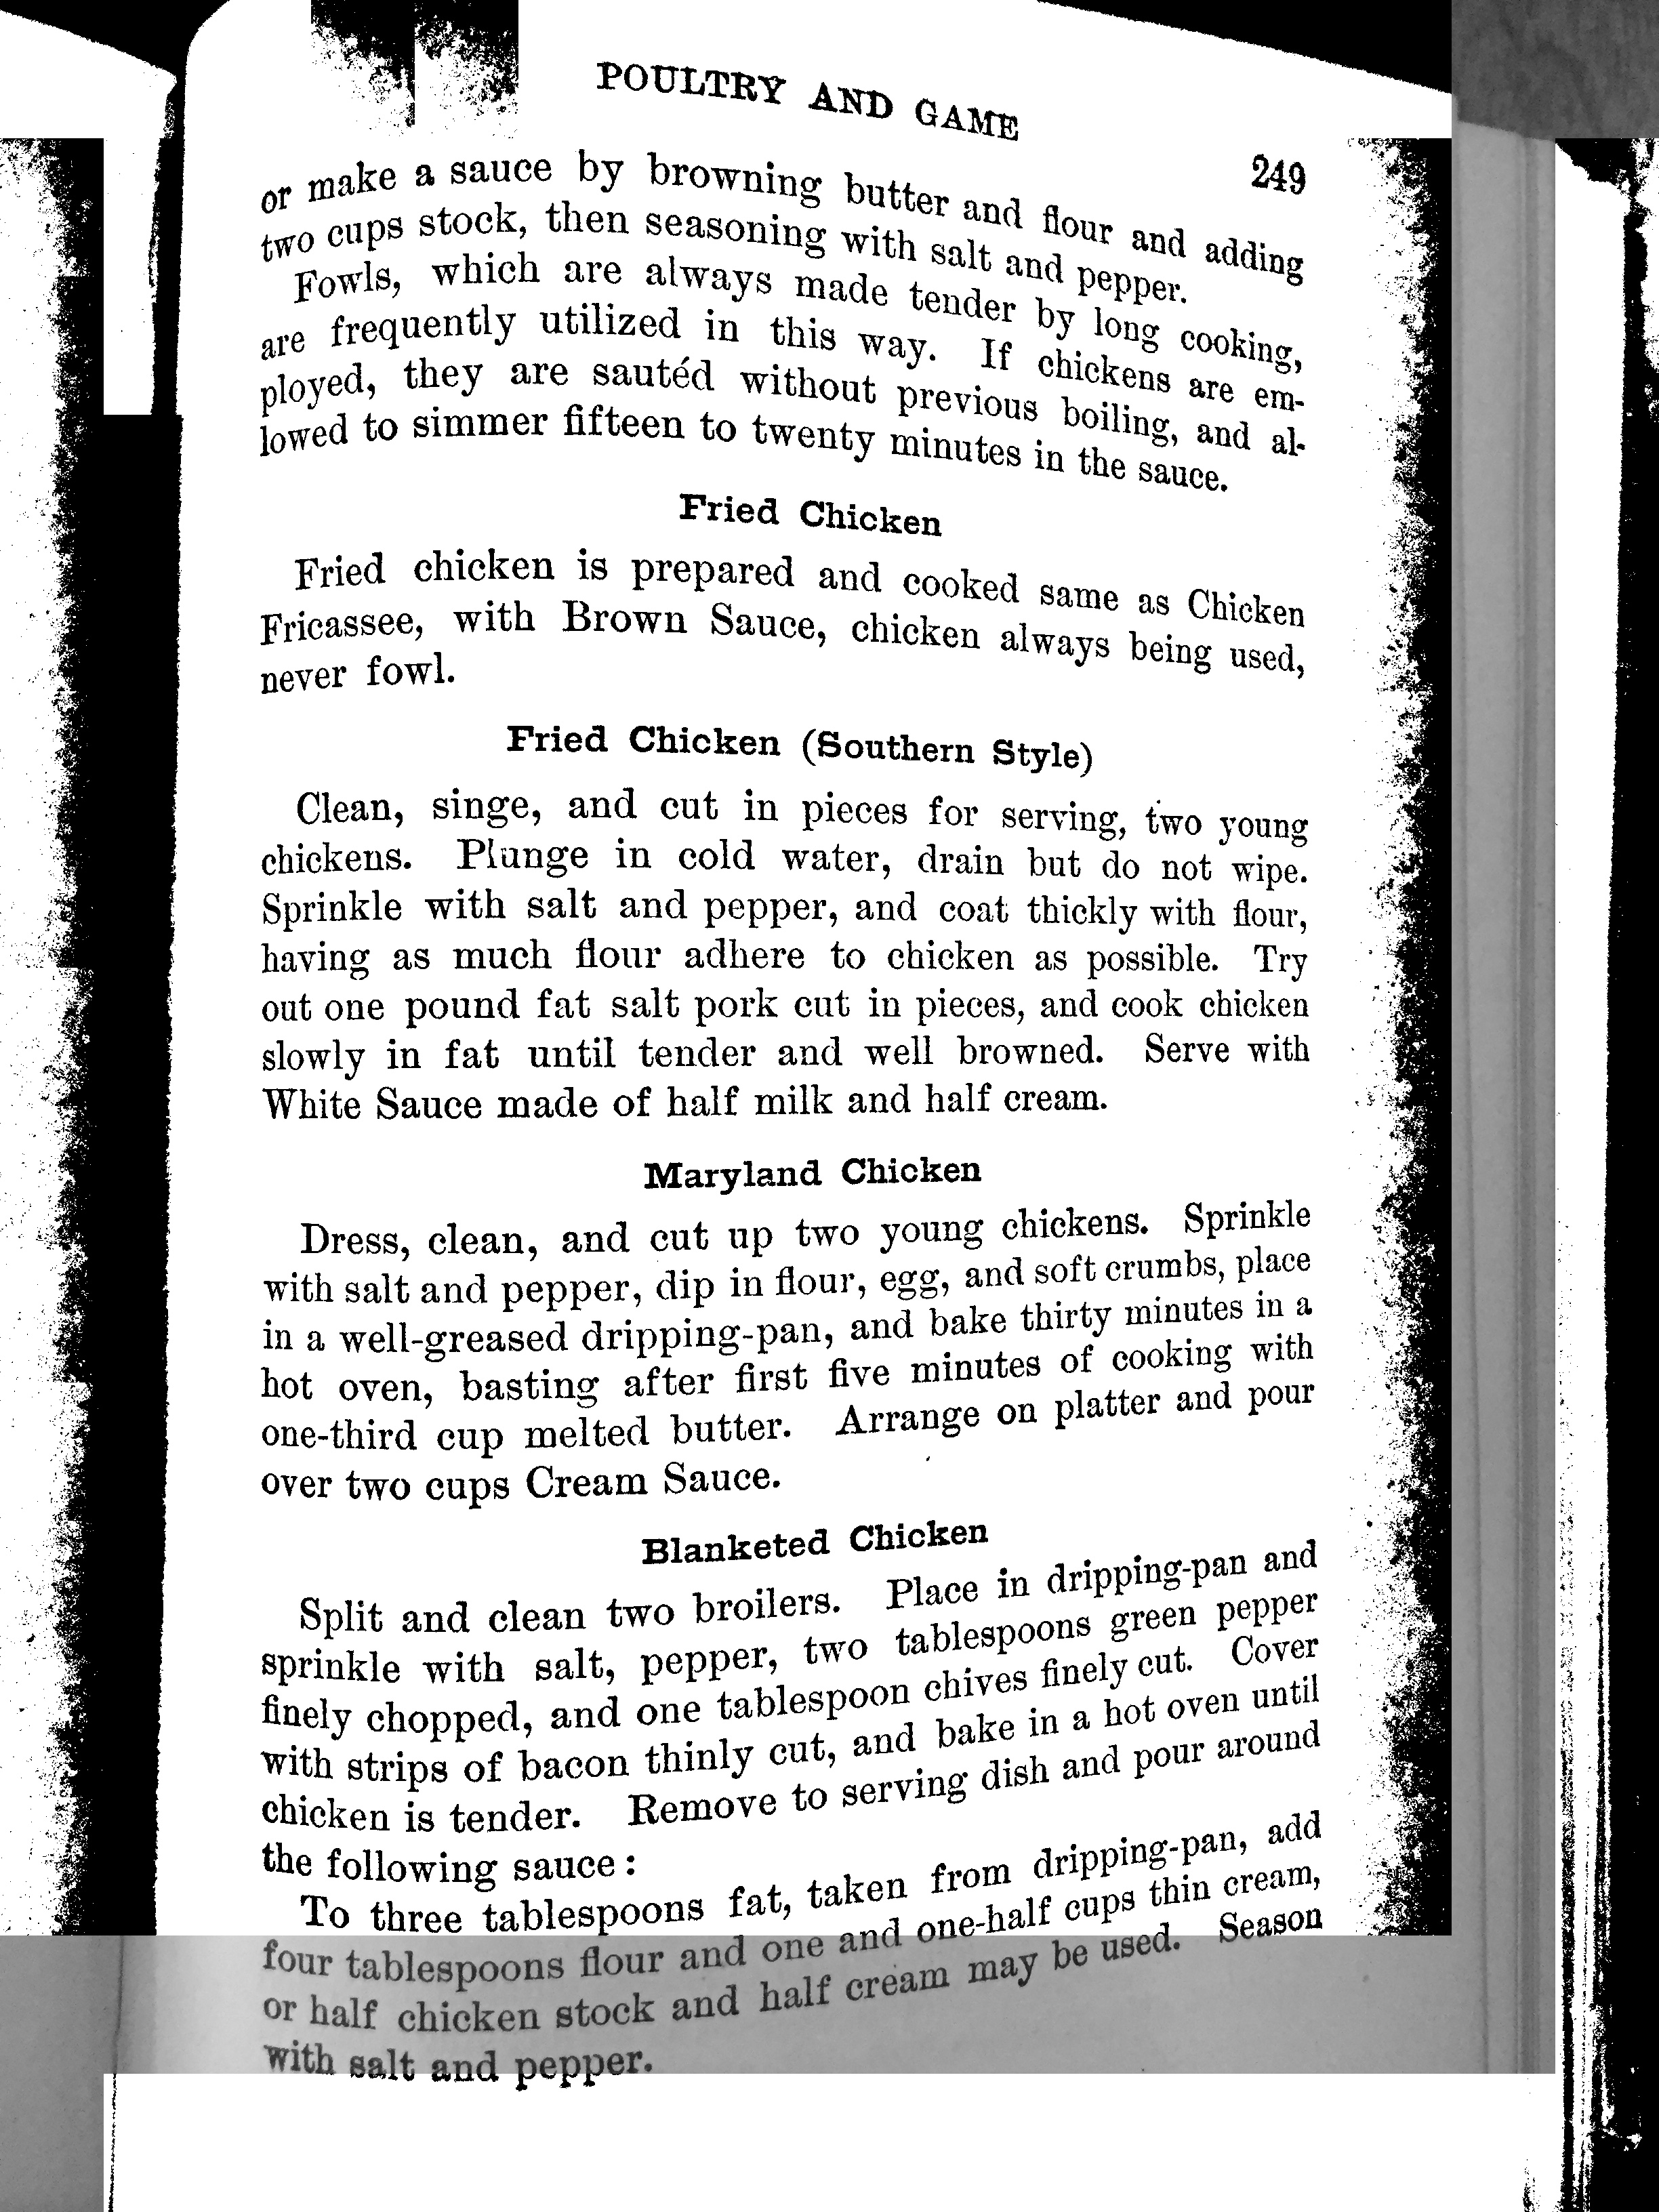 POULTRY AND GAME
249
or make a sauce by browning butter and flour and adding
two cups stock, then seasoning with salt and pepper.
Fowls, which are always made tender by long cooking,
are frequently utilized in this way. If chickens are em-
ployed, they are sautéd without previous boiling, and al-
lowed to simmer fifteen to twenty minutes in the sauce.
Fried Chicken
Fried chicken is prepared and cooked same as Chicken
Fricassee, with Brown Sauce, chicken always being used,
never fowl.
Fried Chicken (Southern Style)
Clean, singe, and cut in pieces for serving, two young
chickens. Plunge in cold water, drain but do not wipe.
Sprinkle with salt and pepper, and coat thickly with flour,
having as much flour adhere to chicken as possible. Try
out one pound fat salt pork cut in pieces, and cook chicken
slowly in fat until tender and well browned. Serve with
White Sauce made of half milk and half cream.
Maryland Chicken
Dress, clean, and cut up two young chickens. Sprinkle
with salt and pepper, dip in flour, egg, and soft crumbs, place
in a well-greased dripping-pan, and bake thirty minutes in a
hot oven, basting after first five minutes of cooking with
one-third cup melted butter. Arrange on platter and pour
over two cups Cream Sauce.
Blanketed Chicken
Split and clean two broilers. Place in dripping-pan and
sprinkle with salt, pepper, two tablespoons green pepper
finely chopped, and one tablespoon chives finely cut. Cover
with strips of bacon thinly cut, and bake in a hot oven until
chicken is tender. Remove to serving dish and pour around
the following sauce:
To three tablespoons fat, taken from dripping-pan, add
four tablespoons flour and one and one-half cups thin cream,
or half chicken stock and half cream may be used. Season
with salt and pepper.